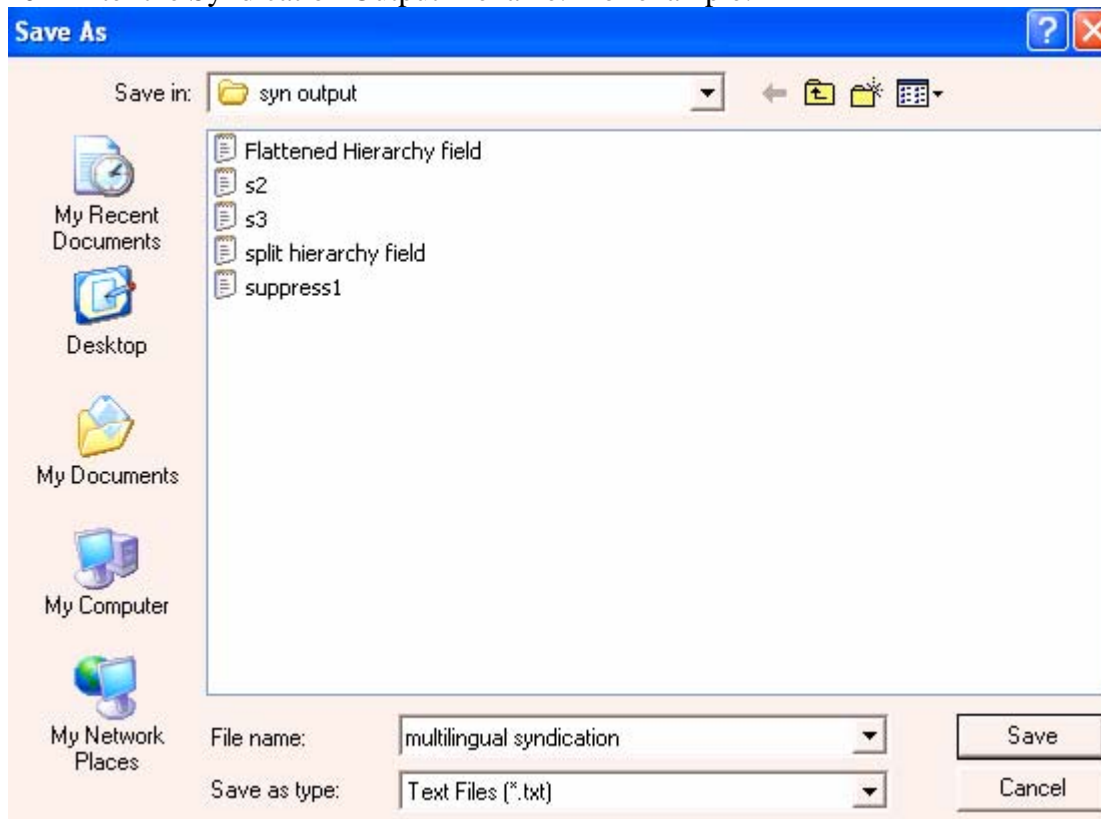 Save As
Save in: syn output
Flattened Hierarchy field
s2
s3
split hierarchy field
suppress1
My Recent
Documents
Desktop
My Documents
My Computer
My Network
Places
File name: multilingual syndication Save
Save as type: Text Files (*.txt) Cancel